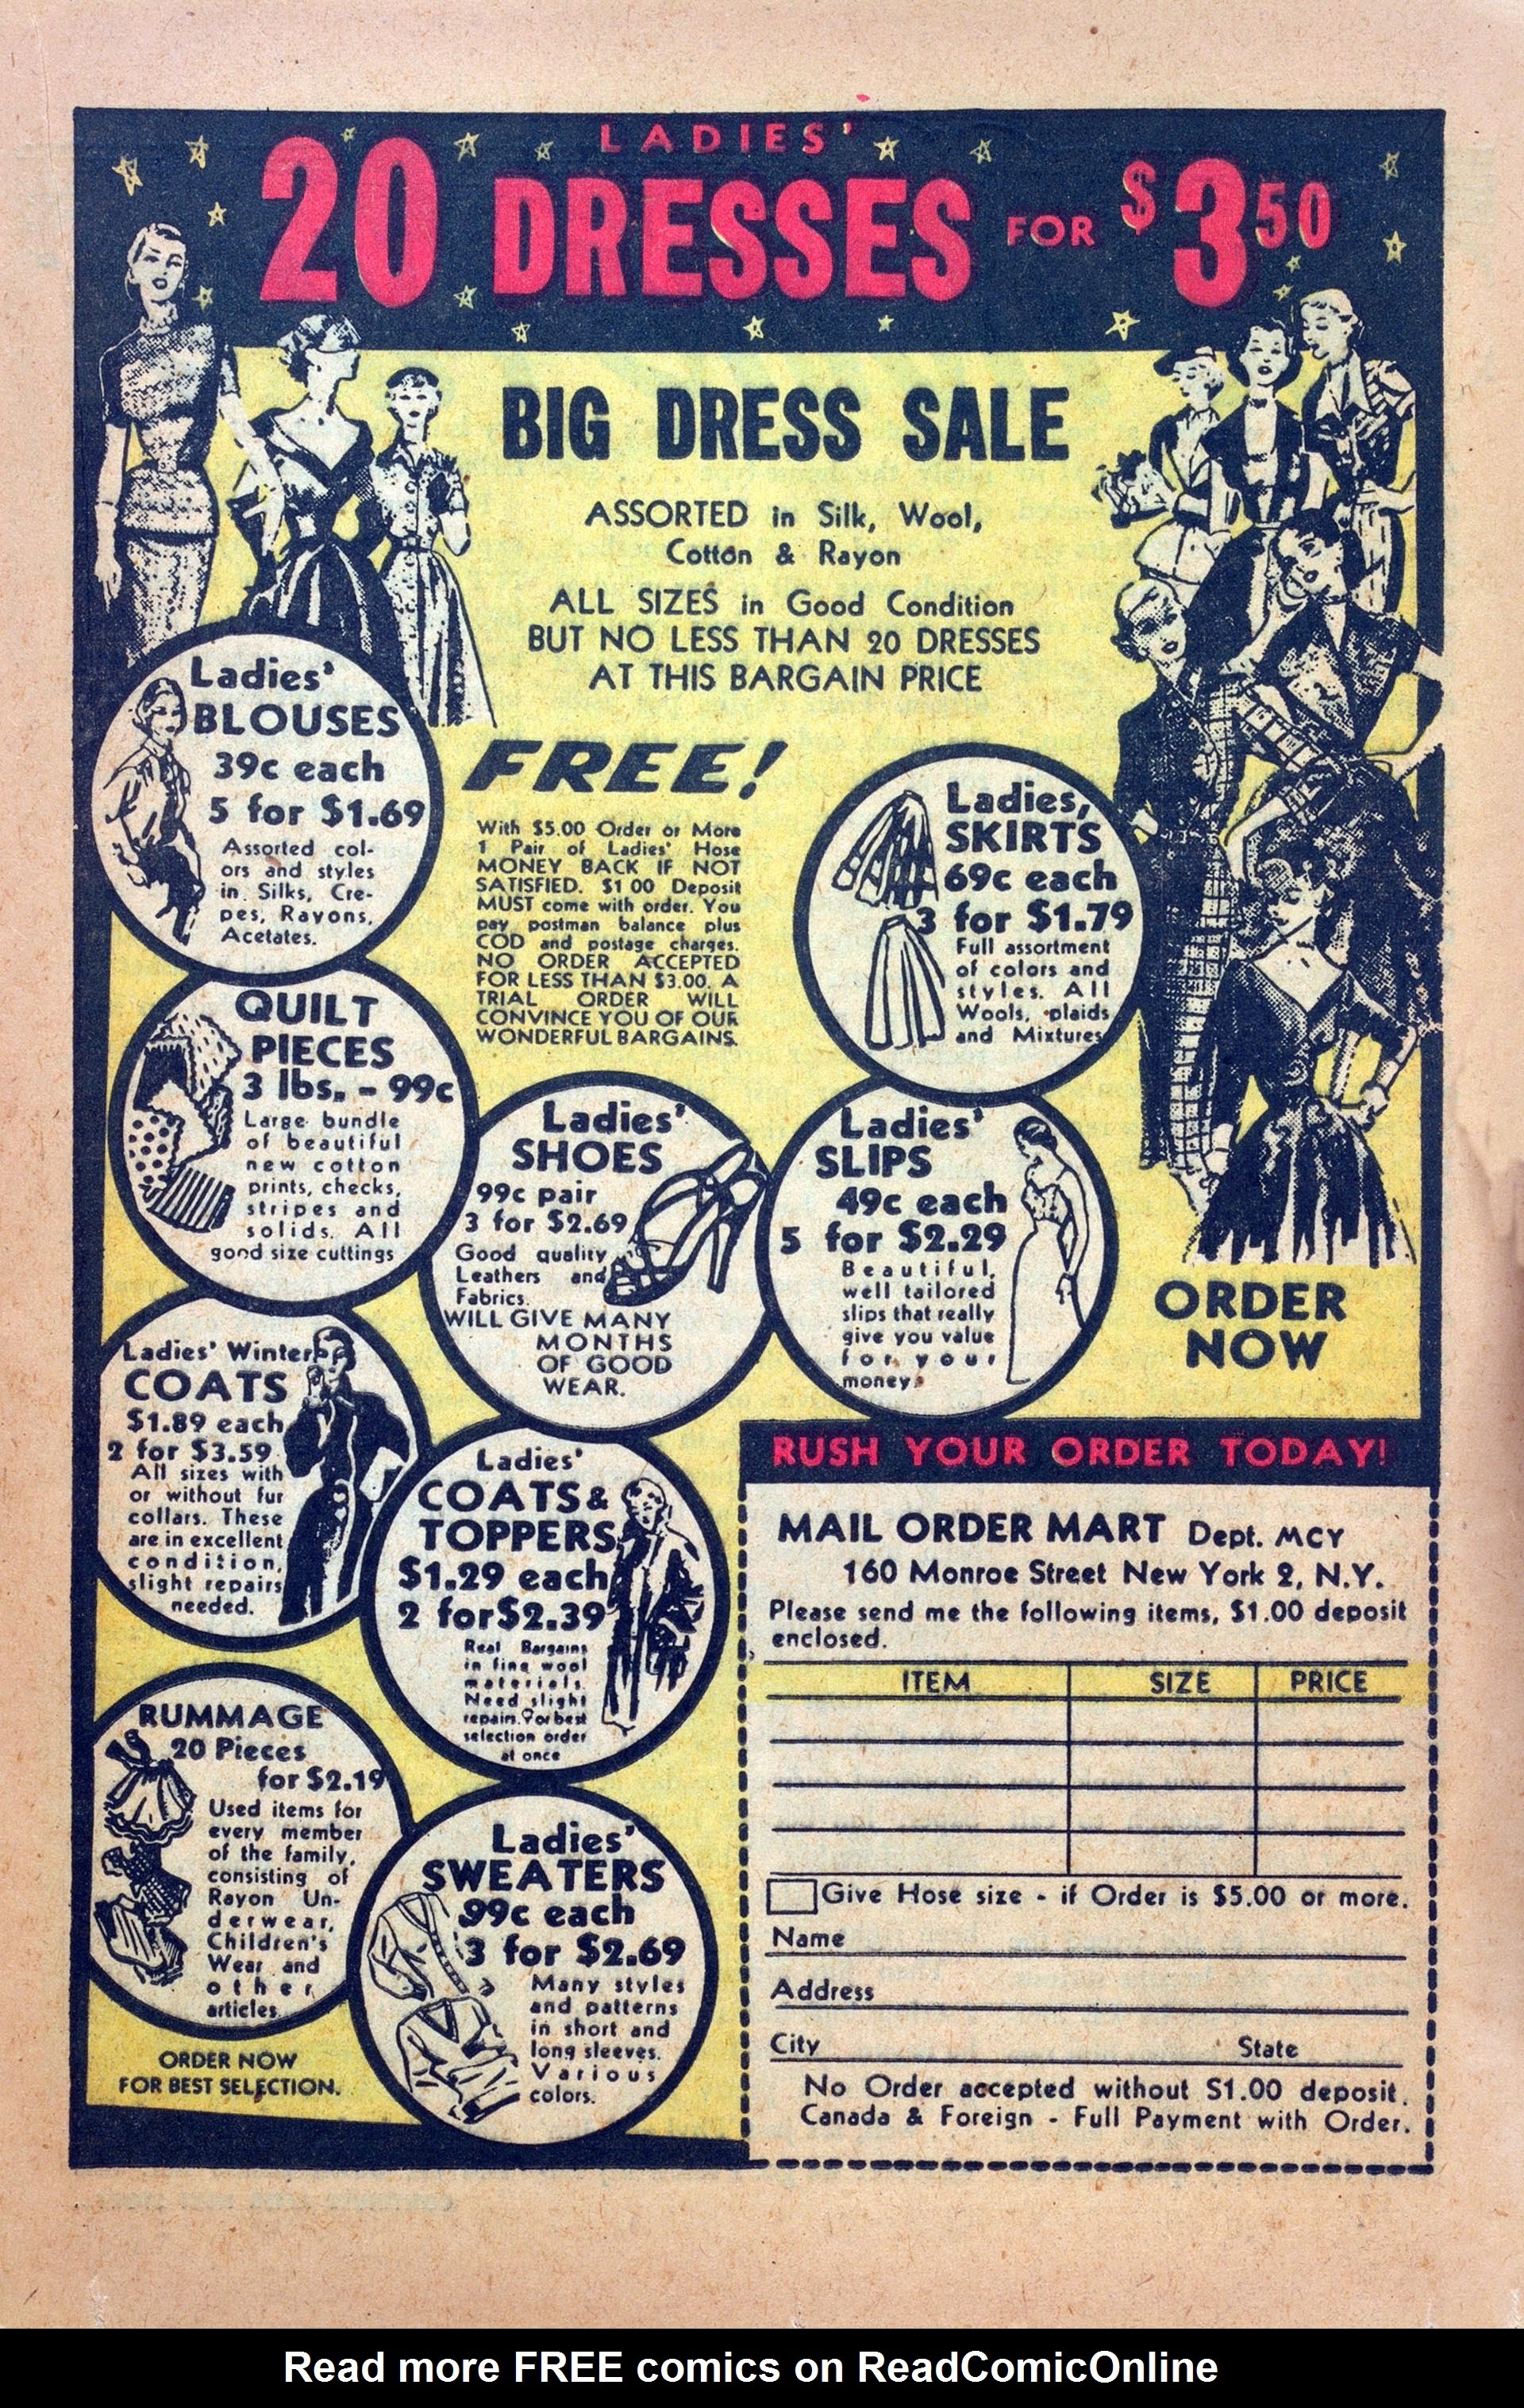 LADIES'
20 DRESSES FOR $3.50
BIG DRESS SALE
ASSORTED in Silk, Wool,
Cotton & Rayon
ALL SIZES in Good Condition
BUT NO LESS THAN 20 DRESSES
AT THIS BARGAIN PRICE
Ladies'
BLOUSES
39c each
5 for $1.69
Assorted col-
ors and styles
in Silks, Cre-
pes, Rayons,
Acetates.
FREE!
With $5.00 Order or More
1 Pair of Ladies' Hose
MONEY BACK IF NOT
SATISFIED. $1 00 Deposit
MUST come with order. You
pay postman balance plus
COD and postage charges.
NO ORDER ACCEPTED
FOR LESS THAN $3.00. A
TRIAL ORDER WILL
CONVINCE YOU OF OUR
WONDERFUL BARGAINS.
Ladies,
SKIRTS
69c each
3 for $1.79
Full assortment
of colors and
styles. All
Wools, plaids
and Mixtures
QUILT
PIECES
3 lbs. - 99c
Large bundle
of beautiful
new cotton
prints, checks,
stripes and
solids. All
good size cuttings
Ladies'
SHOES
99c pair
3 for $2.69
Good quality
Leathers and
Fabrics.
WILL GIVE MANY
MONTHS
OF GOOD
WEAR.
Ladies'
SLIPS
49c each
5 for $2.29
Beautiful,
well tailored
slips that really
give you value
for your
money.
ORDER
NOW
Ladies' Winter
COATS
$1.89 each
2 for $3.59
All sizes with
or without fur
collars. These
are in excellent
condition,
slight repairs
needed.
Ladies'
COATS &
TOPPERS
$1.29 each
2 for $2.39
Real Bargains
in fine wool
materials.
Need slight
repairs. For best
selection order
at once
RUMMAGE
20 Pieces
for $2.19
Used items for
every member
of the family,
consisting of
Rayon Un-
derwear,
Children's
Wear and
other
articles.
Ladies'
SWEATERS
99c each
3 for $2.69
Many styles
and patterns
in short and
long sleeves.
Various
colors.
ORDER NOW
FOR BEST SELECTION.
RUSH YOUR ORDER TODAY!
MAIL ORDER MART Dept. MCY
160 Monroe Street New York 2, N.Y.
Please send me the following items, $1.00 deposit
enclosed.
ITEM SIZE PRICE
Give Hose size - if Order is $5.00 or more.
Name
Address
City State
No Order accepted without $1.00 deposit.
Canada & Foreign - Full Payment with Order.
Read more FREE comics on ReadComicOnline